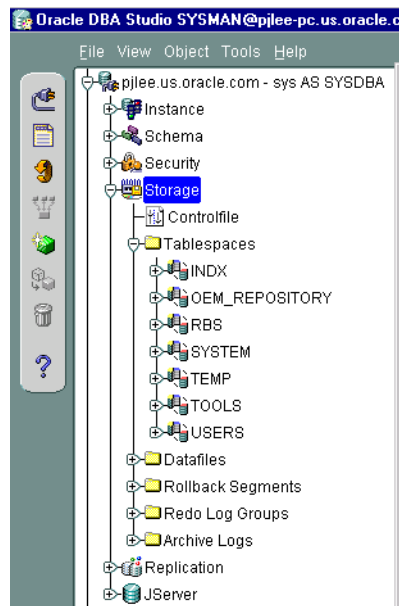 Oracle DBA Studio SYSMAN@pjlee-pc.us.oracle.c
File View Object Tools Help
pjlee.us.oracle.com - sys AS SYSDBA
Instance
Schema
Security
Storage
Controlfile
Tablespaces
INDX
OEM_REPOSITORY
RBS
SYSTEM
TEMP
TOOLS
USERS
Datafiles
Rollback Segments
Redo Log Groups
Archive Logs
Replication
JServer